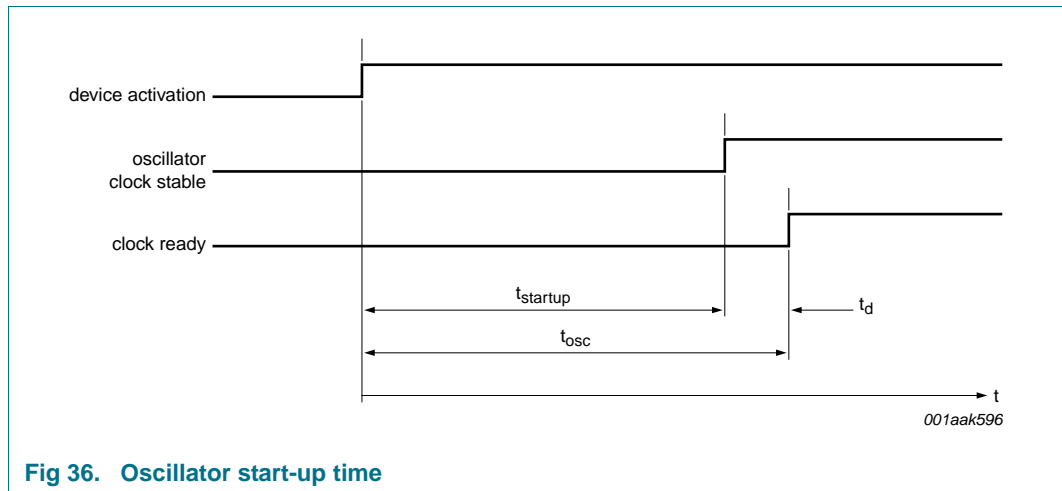 device activation
oscillator
clock stable
clock ready
tstartup
td
tosc
t
001aak596
Fig 36. Oscillator start-up time